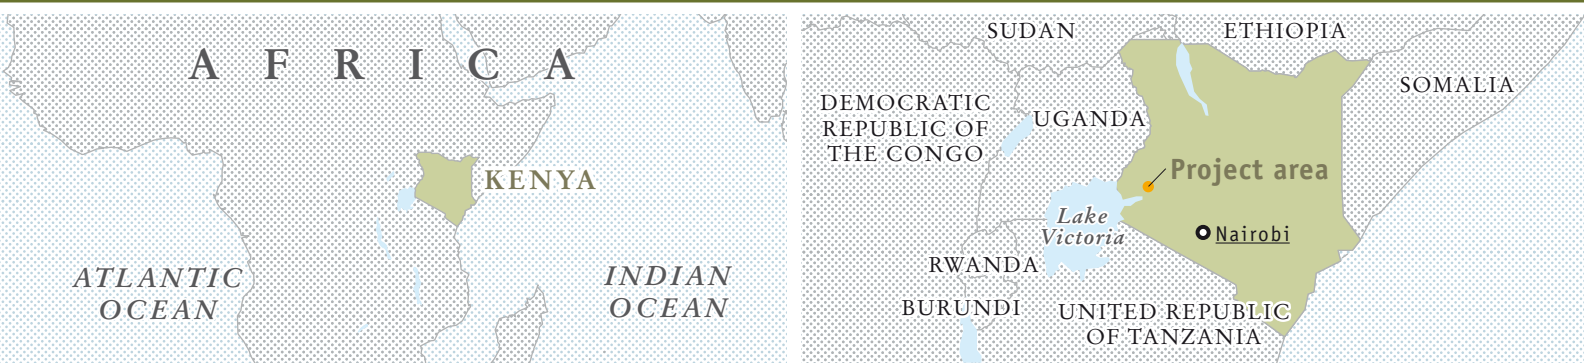 AFRICA
KENYA
ATLANTIC
OCEAN
INDIAN
OCEAN
SUDAN
ETHIOPIA
SOMALIA
DEMOCRATIC
REPUBLIC OF
THE CONGO
UGANDA
Project area
Lake
Victoria
Nairobi
RWANDA
BURUNDI
UNITED REPUBLIC
OF TANZANIA